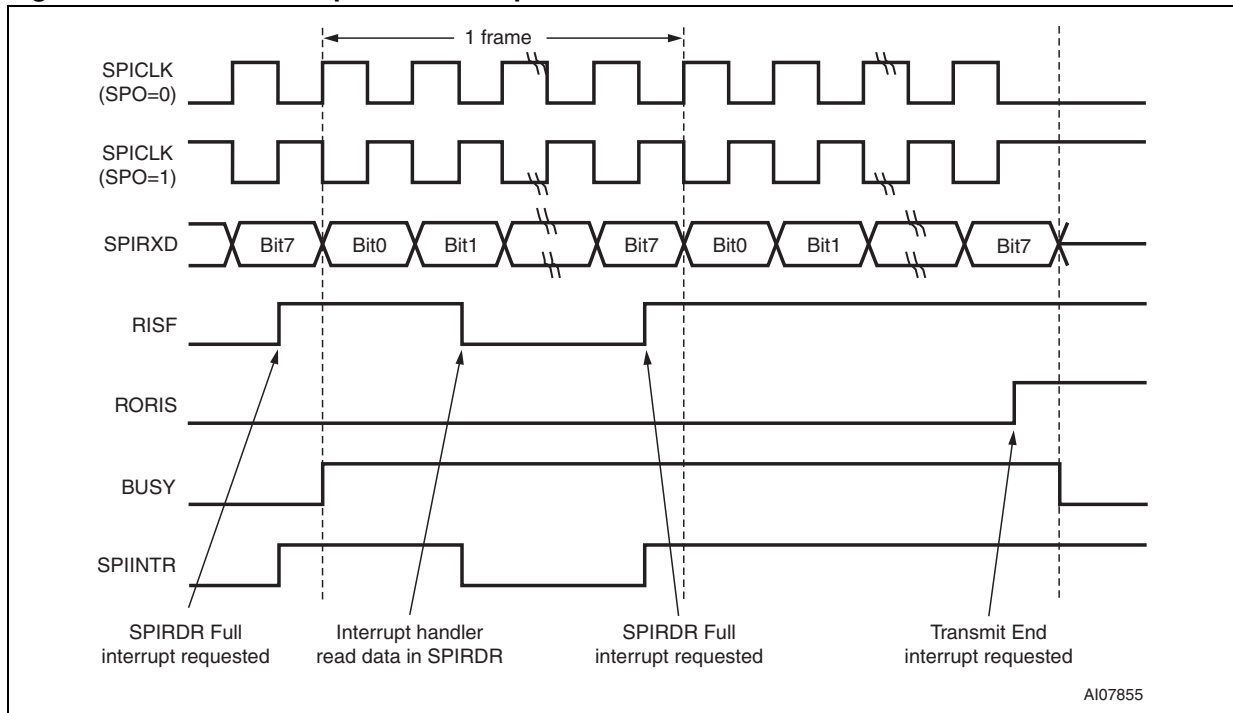 1 frame
SPICLK
(SPO=0)
SPICLK
(SPO=1)
SPIRXD
Bit7
Bit0
Bit1
Bit7
Bit0
Bit1
Bit7
RISF
RORIS
BUSY
SPIINTR
SPIRDR Full
interrupt requested
Interrupt handler
read data in SPIRDR
SPIRDR Full
interrupt requested
Transmit End
interrupt requested
AI07855